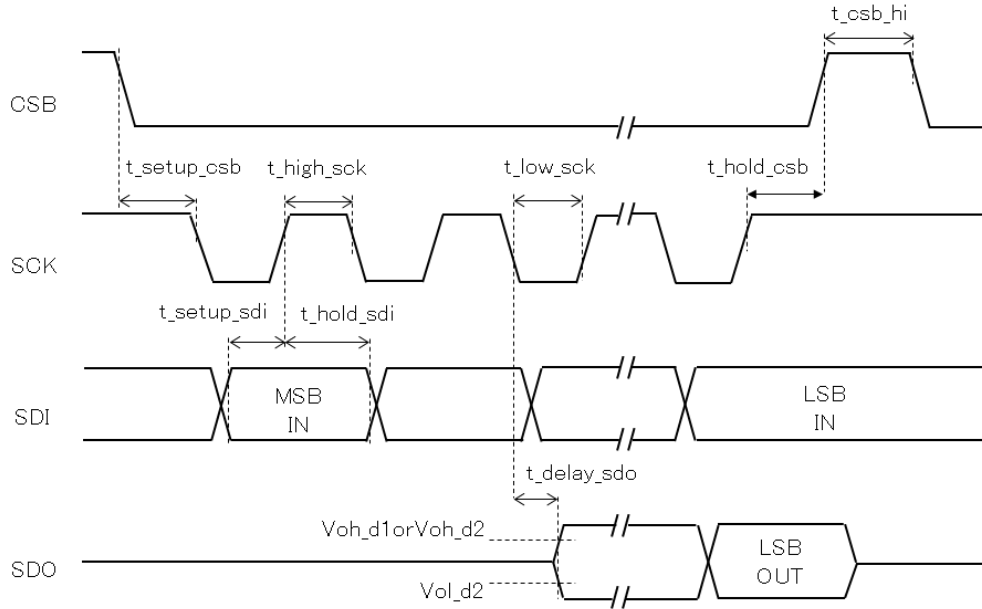 t_csb_hi
CSB
t_setup_csb
t_high_sck
t_low_sck
t_hold_csb
SCK
t_setup_sdi
t_hold_sdi
SDI
MSB
IN
LSB
IN
t_delay_sdo
Voh_d1orVoh_d2
SDO
LSB
OUT
Vol_d2